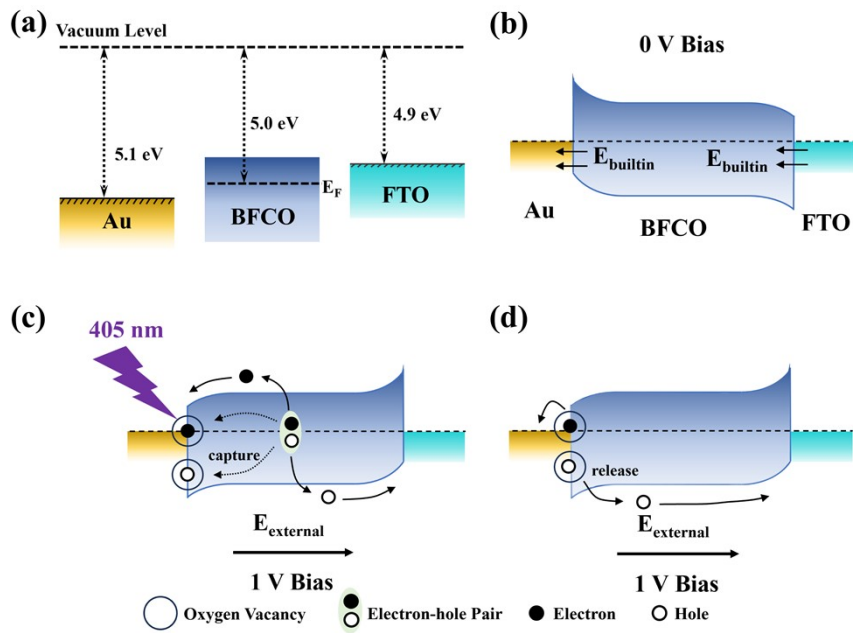 (a)
Vacuum Level
5.1 eV
5.0 eV
4.9 eV
E_F
Au
BFCO
FTO
(b)
0 V Bias
E_builtin
E_builtin
Au
BFCO
FTO
(c)
405 nm
capture
E_external
1 V Bias
(d)
release
E_external
1 V Bias
Oxygen Vacancy
Electron-hole Pair
Electron
Hole